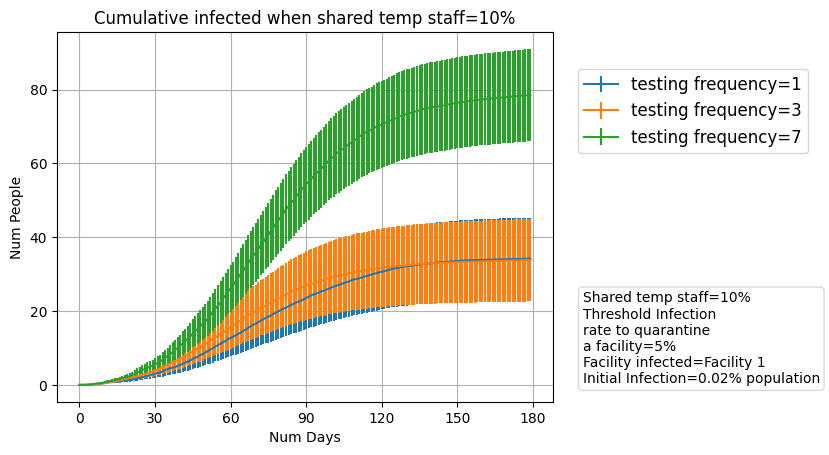 Cumulative infected when shared temp staff=10%
testing frequency=1
testing frequency=3
testing frequency=7
Num People
80
60
40
20
0
0 30 60 90 120 150 180
Num Days
Shared temp staff=10%
Threshold Infection
rate to quarantine
a facility=5%
Facility infected=Facility 1
Initial Infection=0.02% population